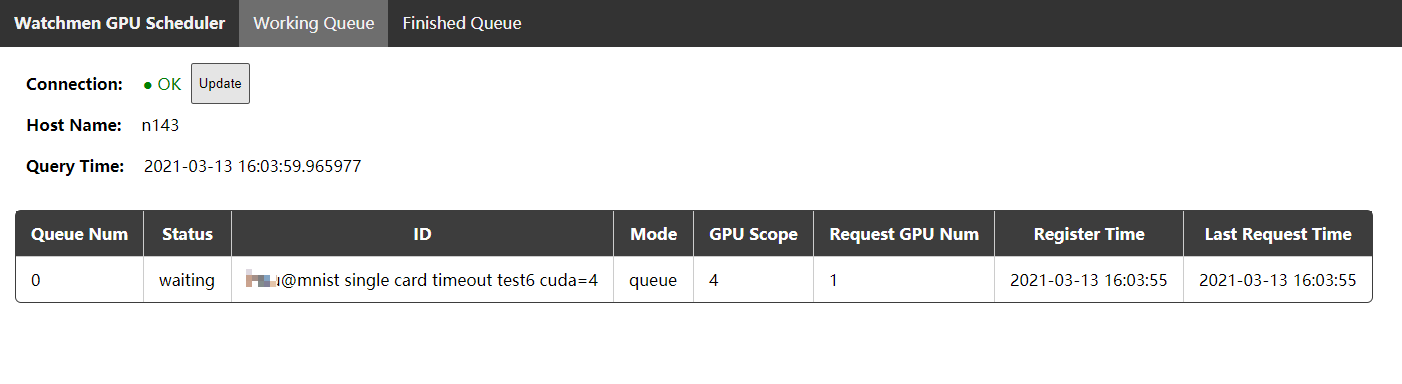 Watchmen GPU Scheduler Working Queue Finished Queue
Connection: ● OK Update
Host Name: n143
Query Time: 2021-03-13 16:03:59.965977
Queue Num Status ID Mode GPU Scope Request GPU Num Register Time Last Request Time
0 waiting @mnist single card timeout test6 cuda=4 queue 4 1 2021-03-13 16:03:55 2021-03-13 16:03:55